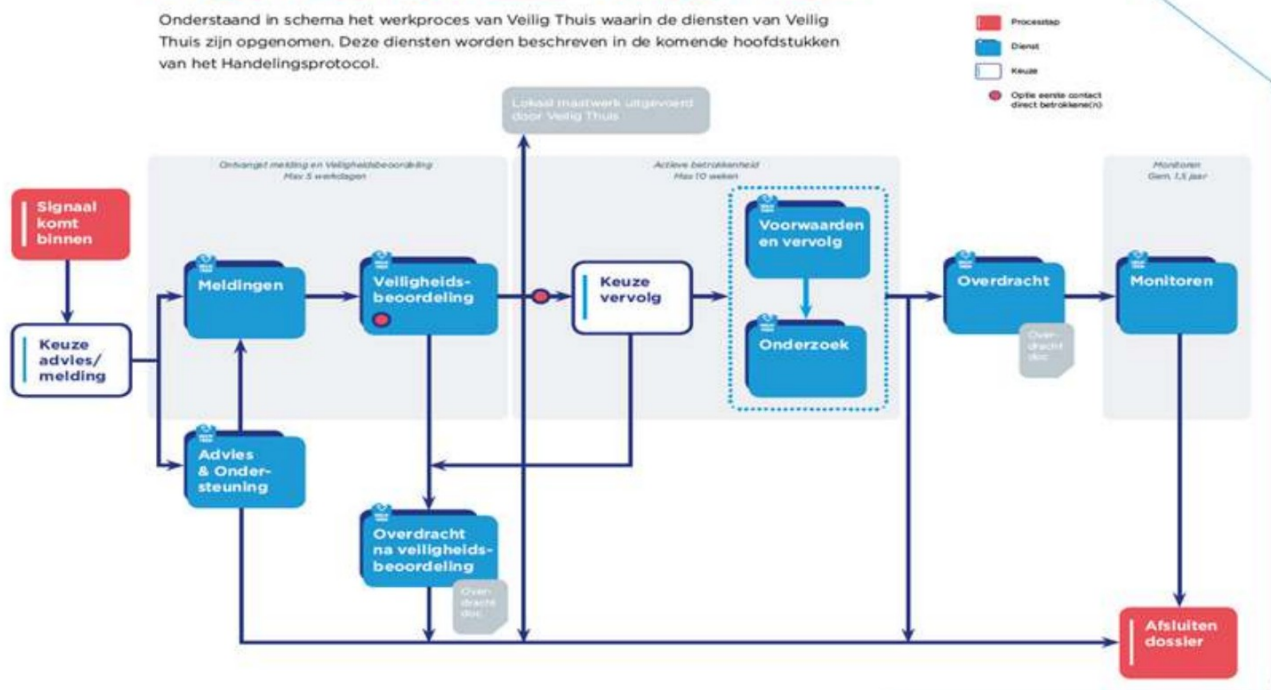 Onderstaand in schema het werkproces van Veilig Thuis waarin de diensten van Veilig
Thuis zijn opgenomen. Deze diensten worden beschreven in de komende hoofdstukken
van het Handelingsprotocol.
Processtap
Dienst
Keuze
Optie eerste contact
direct betrokkene(n)
Lokaal maatwerk uitgevoerd
door Veilig Thuis
Ontvangst melding en Veiligheidsbeoordeling
Max 5 werkdagen
Actieve betrokkenheid
Max 10 weken
Monitoren
Gem. 1,5 jaar
Signaal
komt
binnen
Keuze
advies/
melding
Meldingen
Advies
& Onder-
steuning
Veiligheids-
beoordeling
Overdracht
na veiligheids-
beoordeling
Over-
dracht
doc.
Keuze
vervolg
Voorwaarden
en vervolg
Onderzoek
Overdracht
Over-
dracht
doc.
Monitoren
Afsluiten
dossier